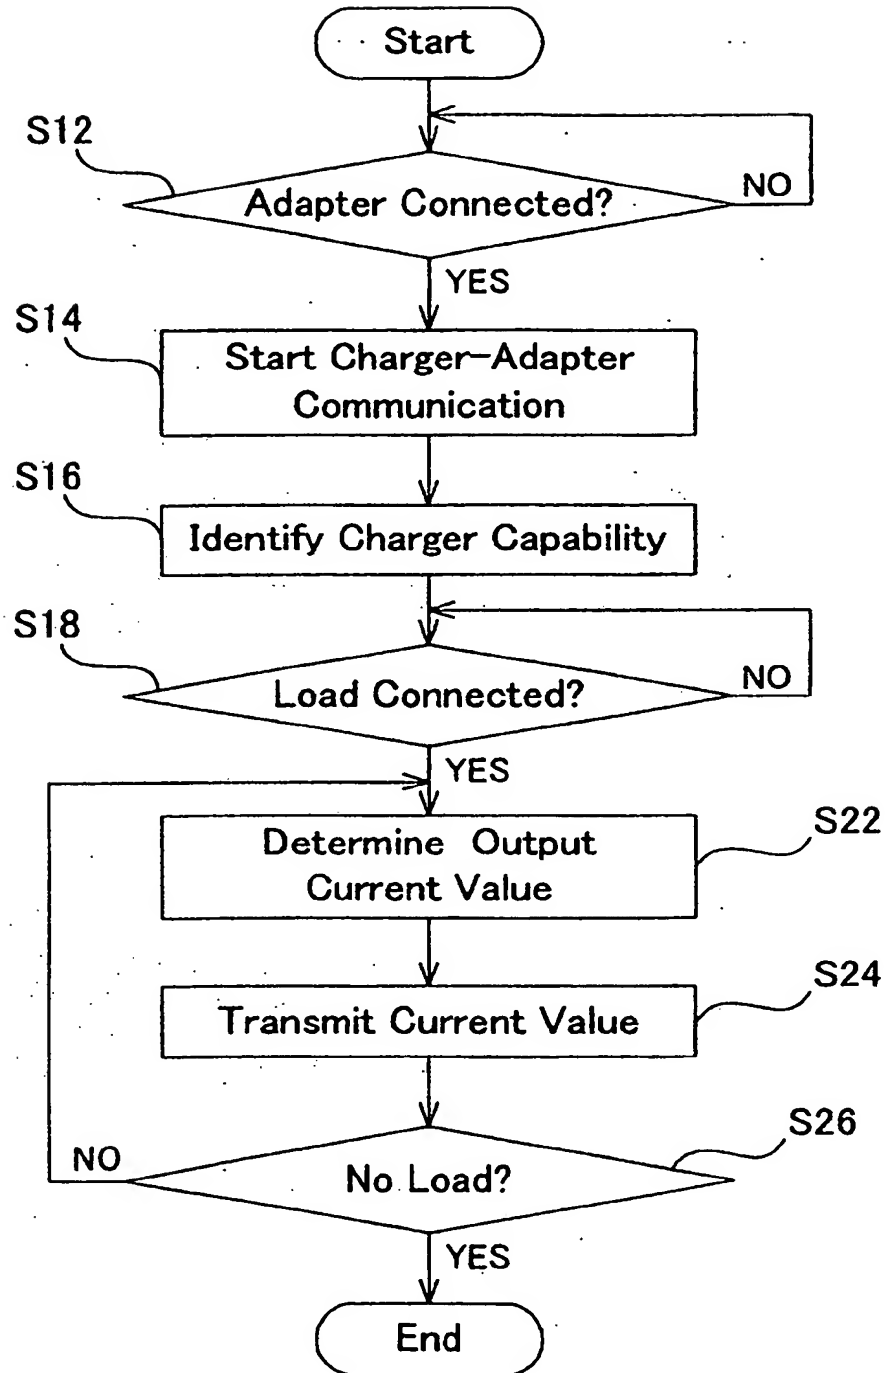 Start
S12
Adapter Connected?
NO
YES
S14
Start Charger-Adapter
Communication
S16
Identify Charger Capability
S18
Load Connected?
NO
YES
Determine Output
Current Value
S22
Transmit Current Value
S24
S26
No Load?
NO
YES
End